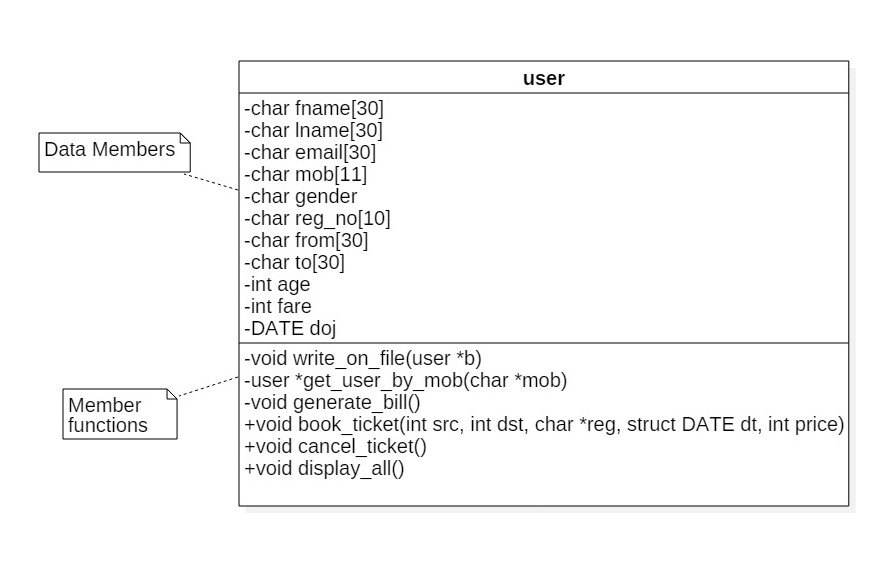 user
Data Members
-char fname[30]
-char lname[30]
-char email[30]
-char mob[11]
-char gender
-char reg_no[10]
-char from[30]
-char to[30]
-int age
-int fare
-DATE doj
Member
functions
-void write_on_file(user *b)
-user *get_user_by_mob(char *mob)
-void generate_bill()
+void book_ticket(int src, int dst, char *reg, struct DATE dt, int price)
+void cancel_ticket()
+void display_all()